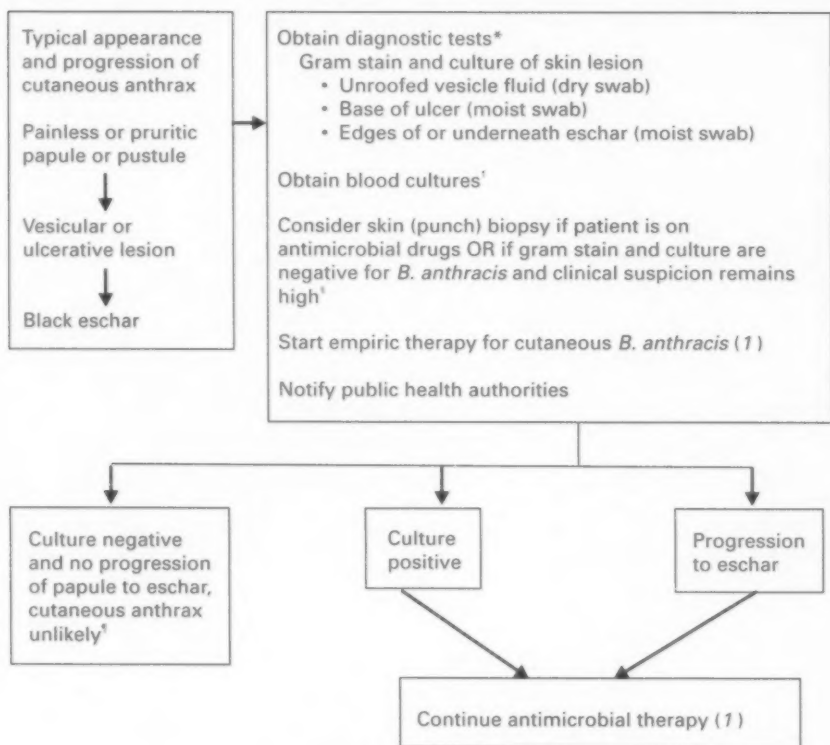 Typical appearance
and progression of
cutaneous anthrax
Painless or pruritic
papule or pustule
Vesicular or
ulcerative lesion
Black eschar
Obtain diagnostic tests*
Gram stain and culture of skin lesion
• Unroofed vesicle fluid (dry swab)
• Base of ulcer (moist swab)
• Edges of or underneath eschar (moist swab)
Obtain blood cultures†
Consider skin (punch) biopsy if patient is on
antimicrobial drugs OR if gram stain and culture are
negative for B. anthracis and clinical suspicion remains
high§
Start empiric therapy for cutaneous B. anthracis (1)
Notify public health authorities
Culture negative
and no progression
of papule to eschar,
cutaneous anthrax
unlikely¶
Culture
positive
Progression
to eschar
Continue antimicrobial therapy (1)